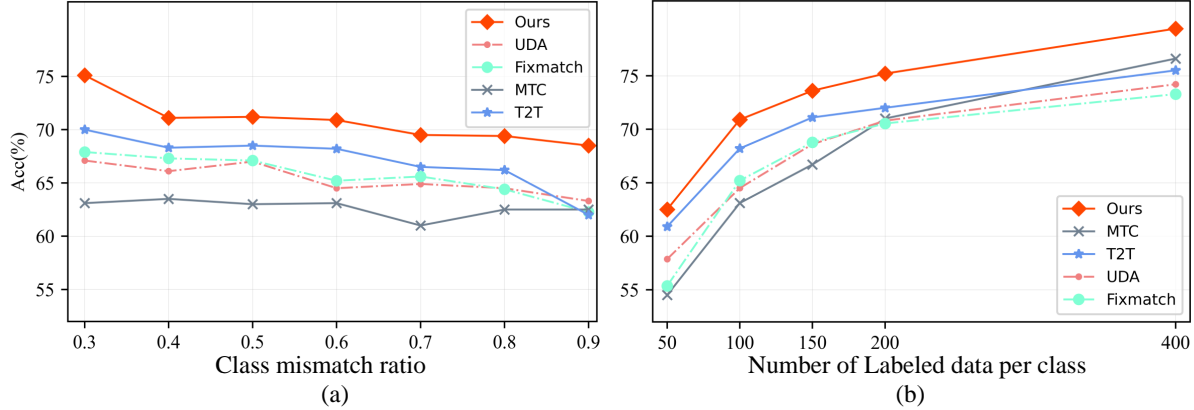 Acc(%)
75
70
65
60
55
0.3 0.4 0.5 0.6 0.7 0.8 0.9
Class mismatch ratio
(a)
Ours
UDA
Fixmatch
MTC
T2T
75
70
65
60
55
50 100 150 200 400
Number of Labeled data per class
(b)
Ours
MTC
T2T
UDA
Fixmatch